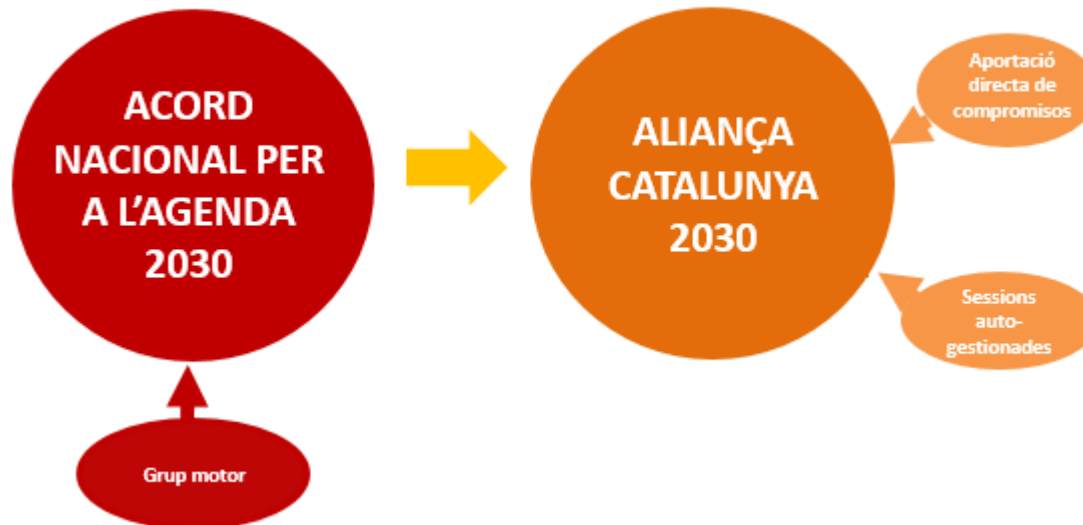 ACORD
NACIONAL PER
A L'AGENDA
2030
ALIANÇA
CATALUNYA
2030
Aportació
directa de
compromisos
Sessions
auto-
gestionades
Grup motor